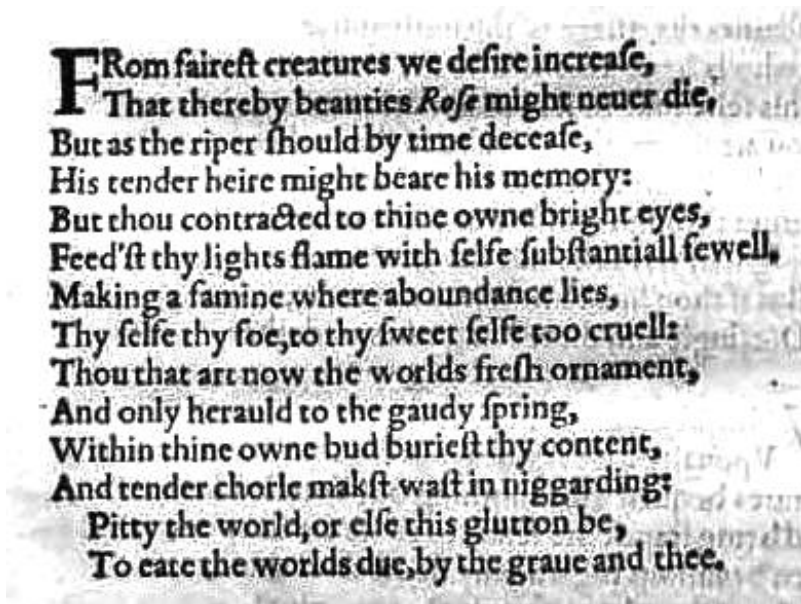 FRom faireſt creatures we deſire increaſe,
That thereby beauties Roſe might neuer die,
But as the riper ſhould by time deceaſe,
His tender heire might beare his memory:
But thou contracted to thine owne bright eyes,
Feed'ſt thy lights flame with ſelfe ſubſtantiall fewell,
Making a famine where aboundance lies,
Thy ſelfe thy foe,to thy ſweet ſelfe too cruell:
Thou that art now the worlds freſh ornament,
And only herauld to the gaudy ſpring,
Within thine owne bud burieſt thy content,
And tender chorle makſt waſt in niggarding:
Pitty the world,or elſe this glutton be,
To eate the worlds due,by the graue and thee.